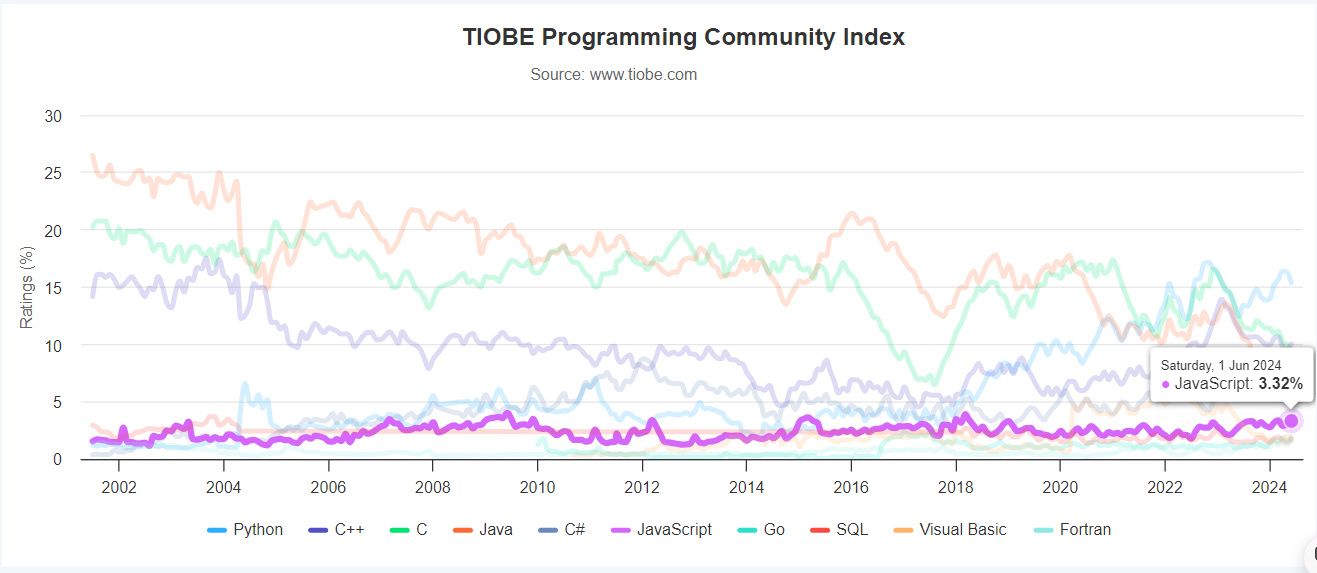 TIOBE Programming Community Index
Source: www.tiobe.com
Ratings (%)
30
25
20
15
10
5
0
Saturday, 1 Jun 2024
● JavaScript: 3.32%
2002 2004 2006 2008 2010 2012 2014 2016 2018 2020 2022 2024
Python C++ C Java C# JavaScript Go SQL Visual Basic Fortran